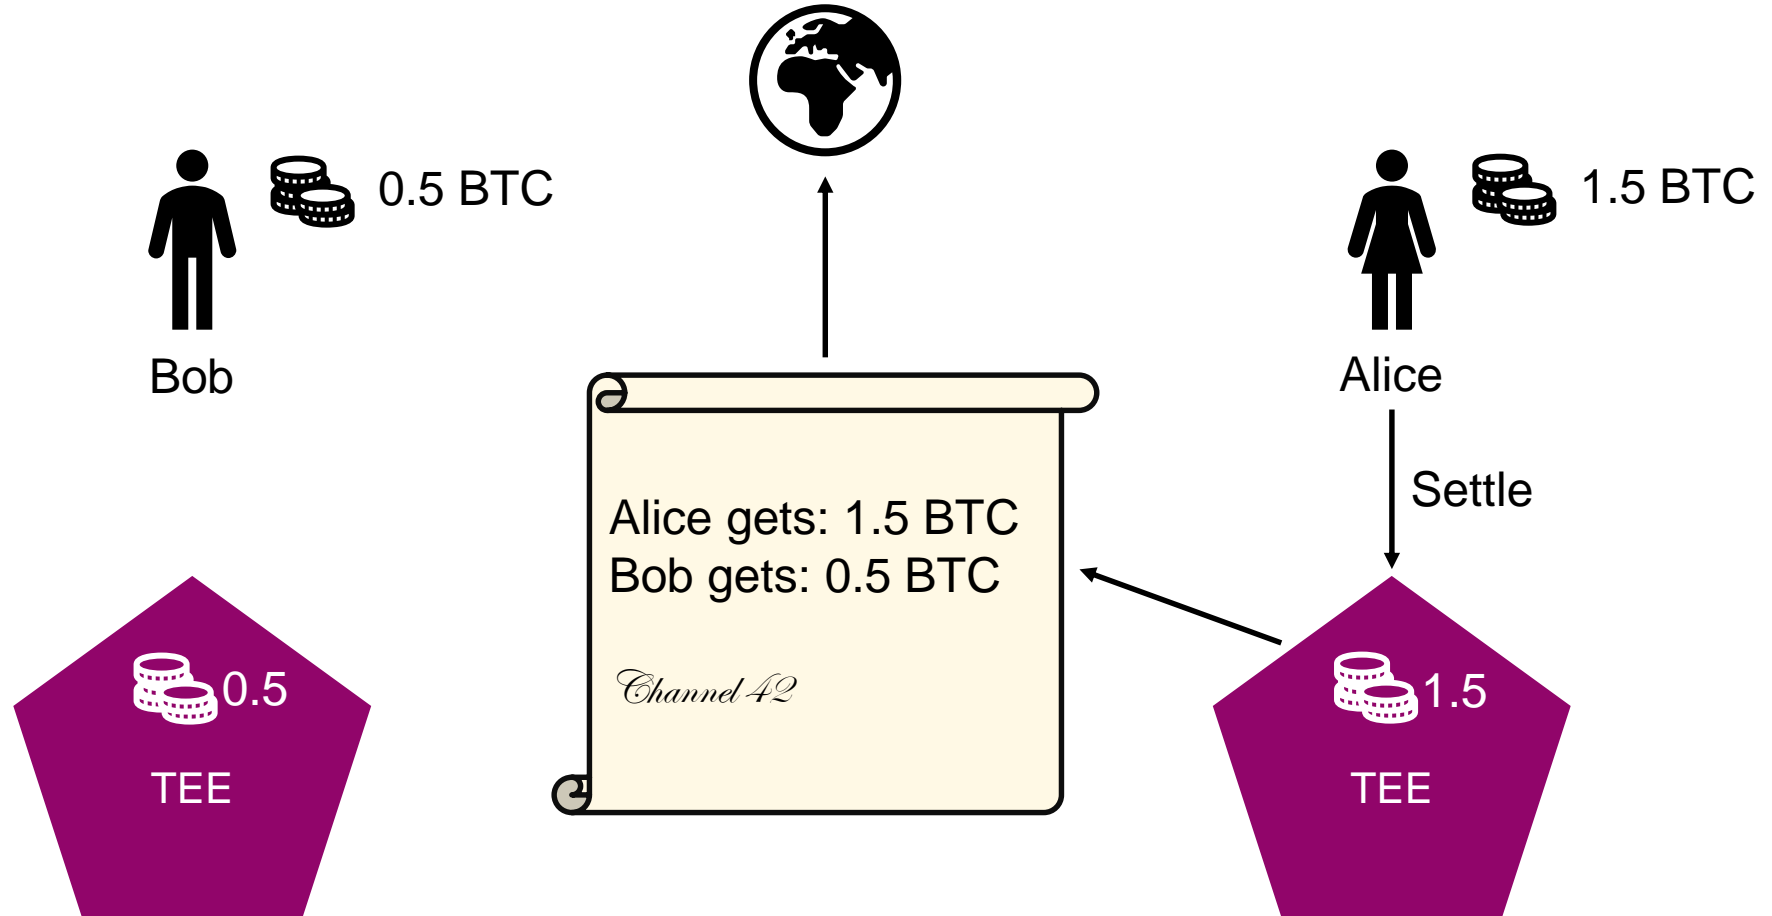 0.5 BTC
1.5 BTC
Bob
Alice
Settle
Alice gets: 1.5 BTC
Bob gets: 0.5 BTC
Channel 42
0.5
TEE
1.5
TEE